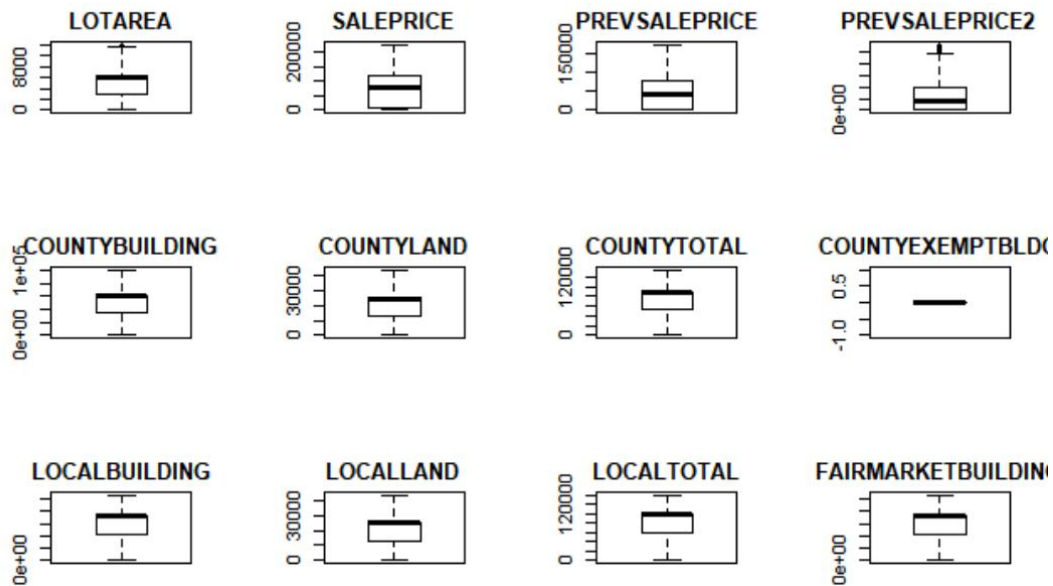 LOTAREA
0 8000
SALEPRICE
0 200000
PREVSALEPRICE
0 150000
PREVSALEPRICE2
0e+00
COUNTYBUILDING
0e+00 1e+05
COUNTYLAND
0 30000
COUNTYTOTAL
0 120000
COUNTYEXEMPTBLDG
-1.0 0.5
LOCALBUILDING
0e+00
LOCALLAND
0 30000
LOCALTOTAL
0 120000
FAIRMARKETBUILDING
0e+00